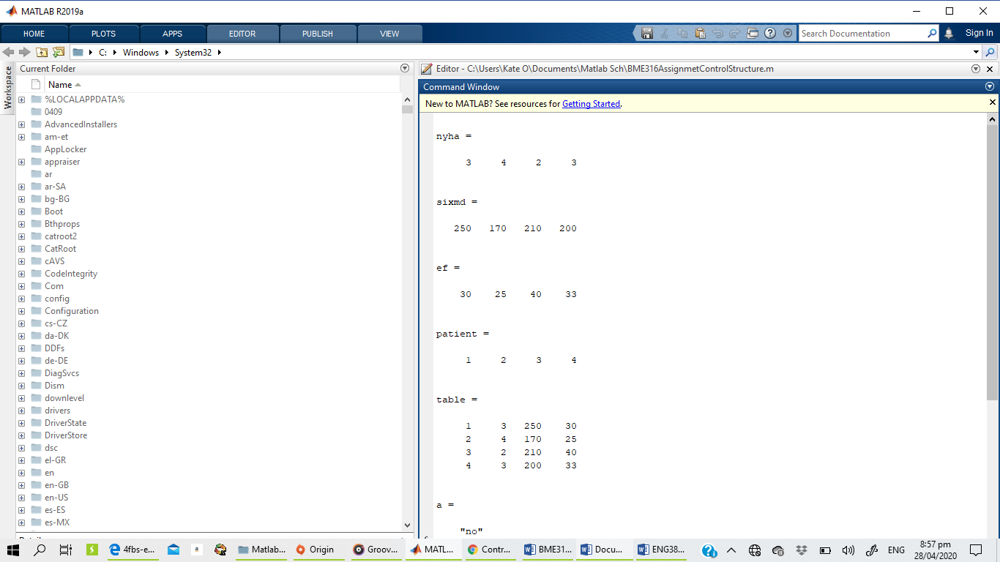 MATLAB R2019a
HOME PLOTS APPS EDITOR PUBLISH VIEW Search Documentation Sign In
C: Windows System32
Workspace
Current Folder
Name
%LOCALAPPDATA%
0409
AdvancedInstallers
am-et
AppLocker
appraiser
ar
ar-SA
bg-BG
Boot
Bthprops
catroot2
CatRoot
cAVS
CodeIntegrity
Com
config
Configuration
cs-CZ
da-DK
DDFs
de-DE
DiagSvcs
Dism
downlevel
drivers
DriverState
DriverStore
dsc
el-GR
en
en-GB
en-US
es-ES
es-MX
Editor - C:\Users\Kate O\Documents\Matlab Sch\BME316AssignmetControlStructure.m
Command Window
New to MATLAB? See resources for Getting Started.
nyha =
3 4 2 3
sixmd =
250 170 210 200
ef =
30 25 40 33
patient =
1 2 3 4
table =
1 3 250 30
2 4 170 25
3 2 210 40
4 3 200 33
a =
"no"
4fbs-e... Matlab... Origin Groov... MATL... Contr... BME31... Docu... ENG38... ENG 8:57 pm
28/04/2020